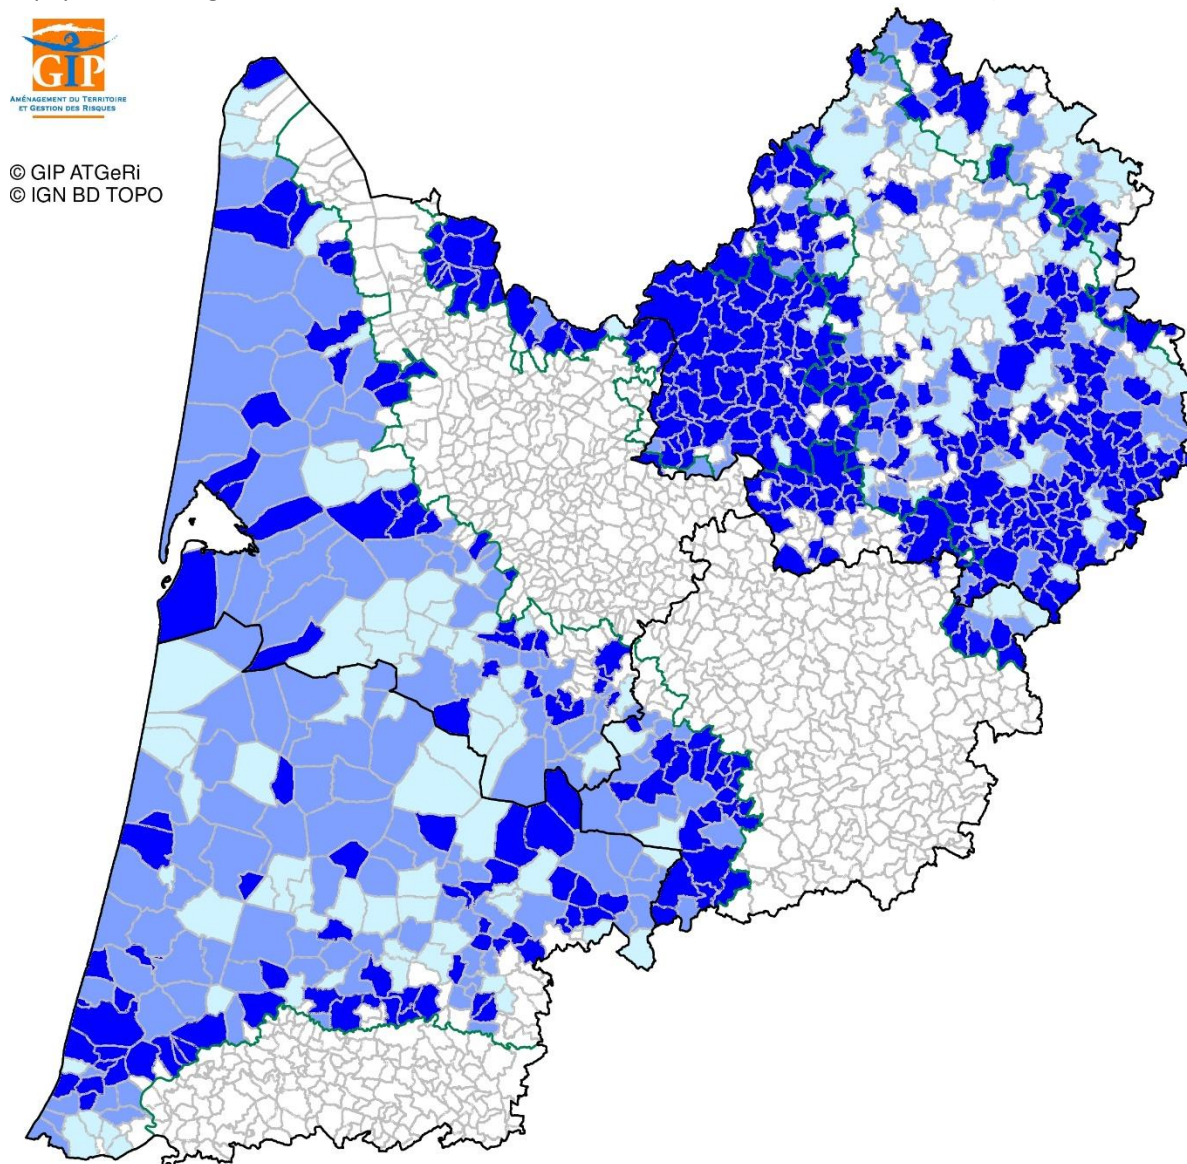 GIP
AMÉNAGEMENT DU TERRITOIRE
ET GESTION DES RISQUES
© GIP ATGeRi
© IGN BD TOPO